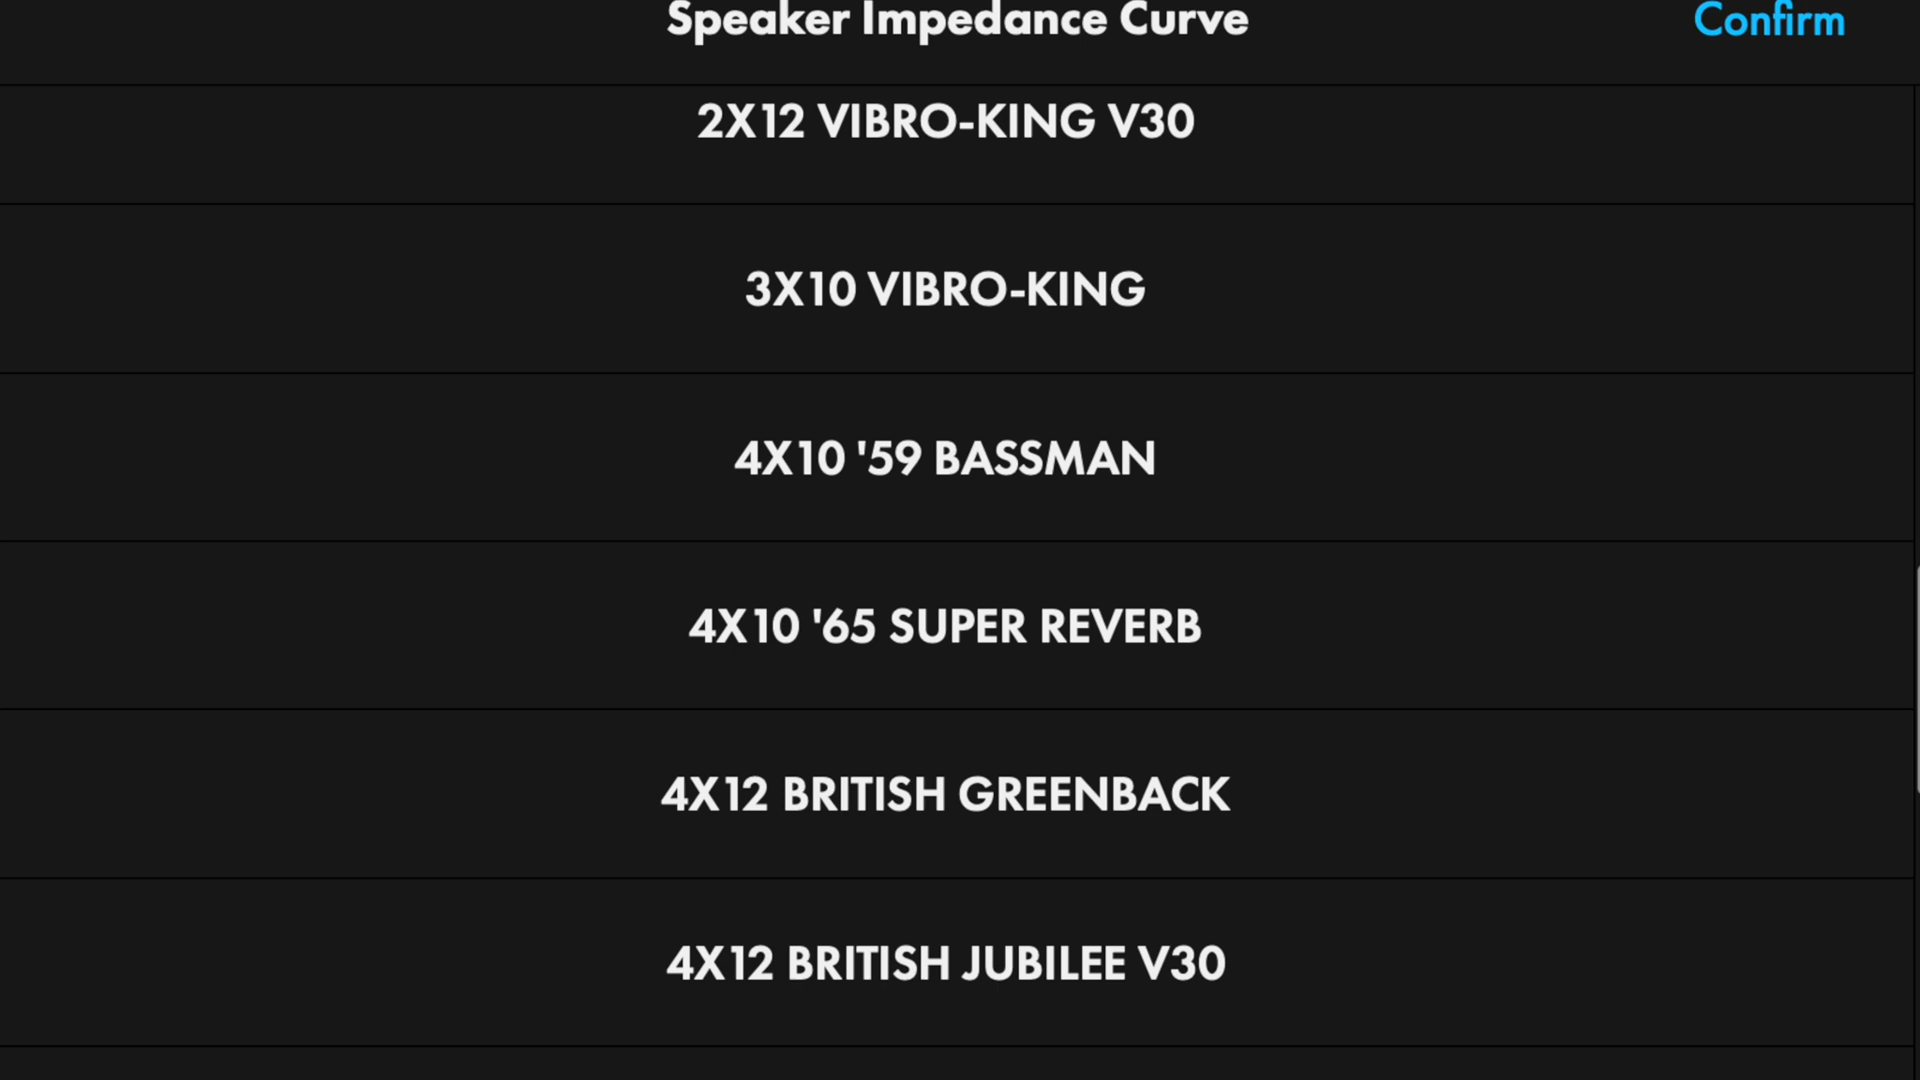 Speaker Impedance Curve
Confirm
2X12 VIBRO-KING V30
3X10 VIBRO-KING
4X10 '59 BASSMAN
4X10 '65 SUPER REVERB
4X12 BRITISH GREENBACK
4X12 BRITISH JUBILEE V30